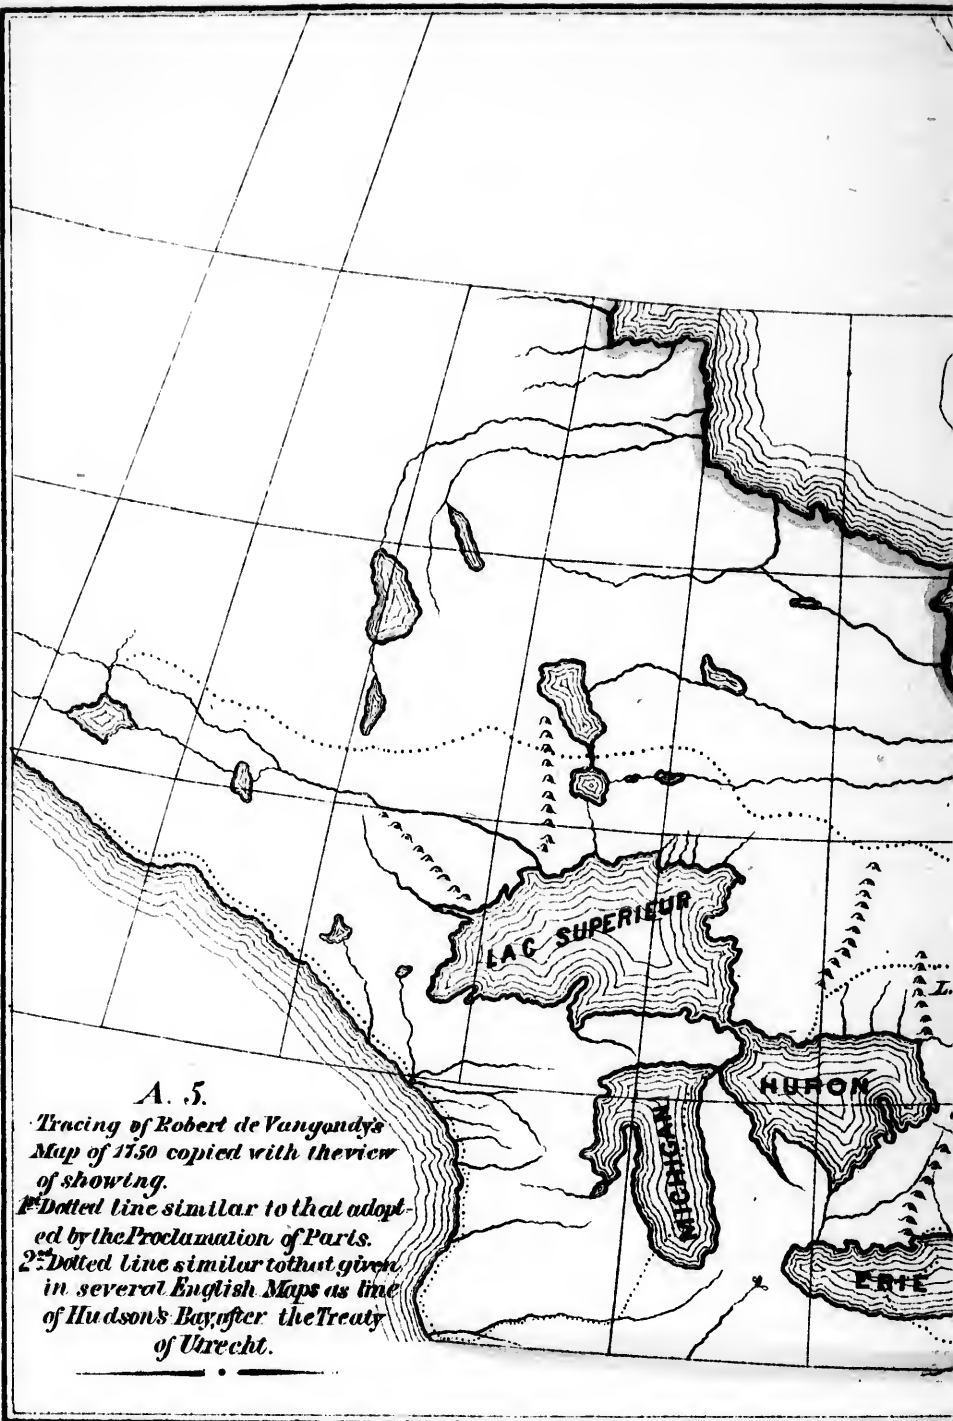 LAC SUPERIEUR
L.
HURON
MICHIGAN
ERIE
A. 5.
Tracing of Robert de Vangondy's
Map of 1750 copied with the view
of showing.
1st Dotted line similar to that adopt-
ed by the Proclamation of Paris.
2nd Dotted line similar to that given
in several English Maps as line
of Hudson's Bay, after the Treaty
of Utrecht.